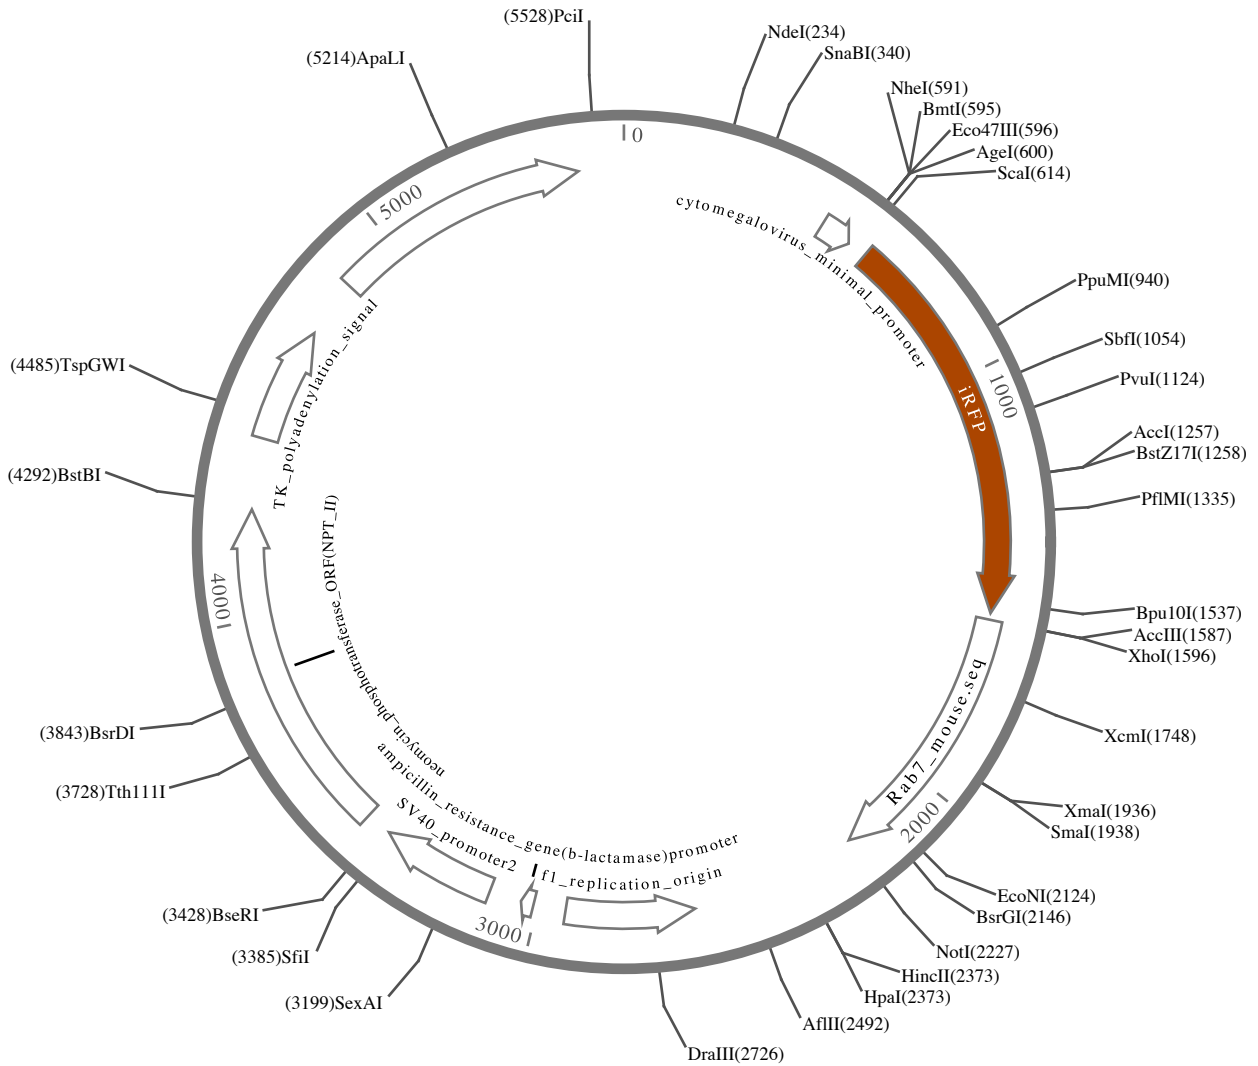 (5528)PciI
NdeI(234)
SnaBI(340)
(5214)ApaLI
NheI(591)
BmtI(595)
Eco47III(596)
AgeI(600)
ScaI(614)
0
5000
cytomegalovirus_minimal_promoter
PpuMI(940)
SbfI(1054)
PvuI(1124)
1000
iRFP
TK_polyadenylation_signal
(4485)TspGWI
AccI(1257)
BstZ17I(1258)
(4292)BstBI
PflMI(1335)
neomycin_phosphotransferase_ORF(NPT_II)
4000
Bpu10I(1537)
AccIII(1587)
XhoI(1596)
Rab7_mouse.seq
(3843)BsrDI
XcmI(1748)
(3728)Tth111I
2000
XmaI(1936)
SmaI(1938)
ampicillin_resistance_gene(b-lactamase)promoter
SV40_promoter2
f1_replication_origin
EcoNI(2124)
(3428)BseRI
BsrGI(2146)
3000
(3385)SfiI
NotI(2227)
HincII(2373)
(3199)SexAI
HpaI(2373)
AflII(2492)
DraIII(2726)